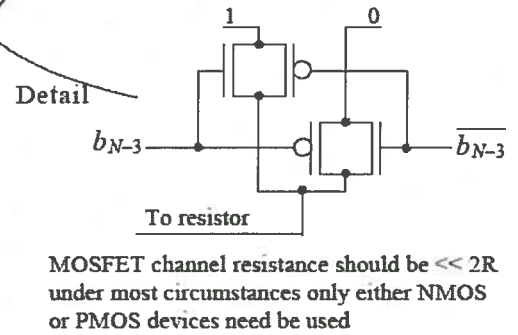 1 0
Detail
b_{N–3} \overline{b_{N–3}}
To resistor
MOSFET channel resistance should be << 2R
under most circumstances only either NMOS
or PMOS devices need be used